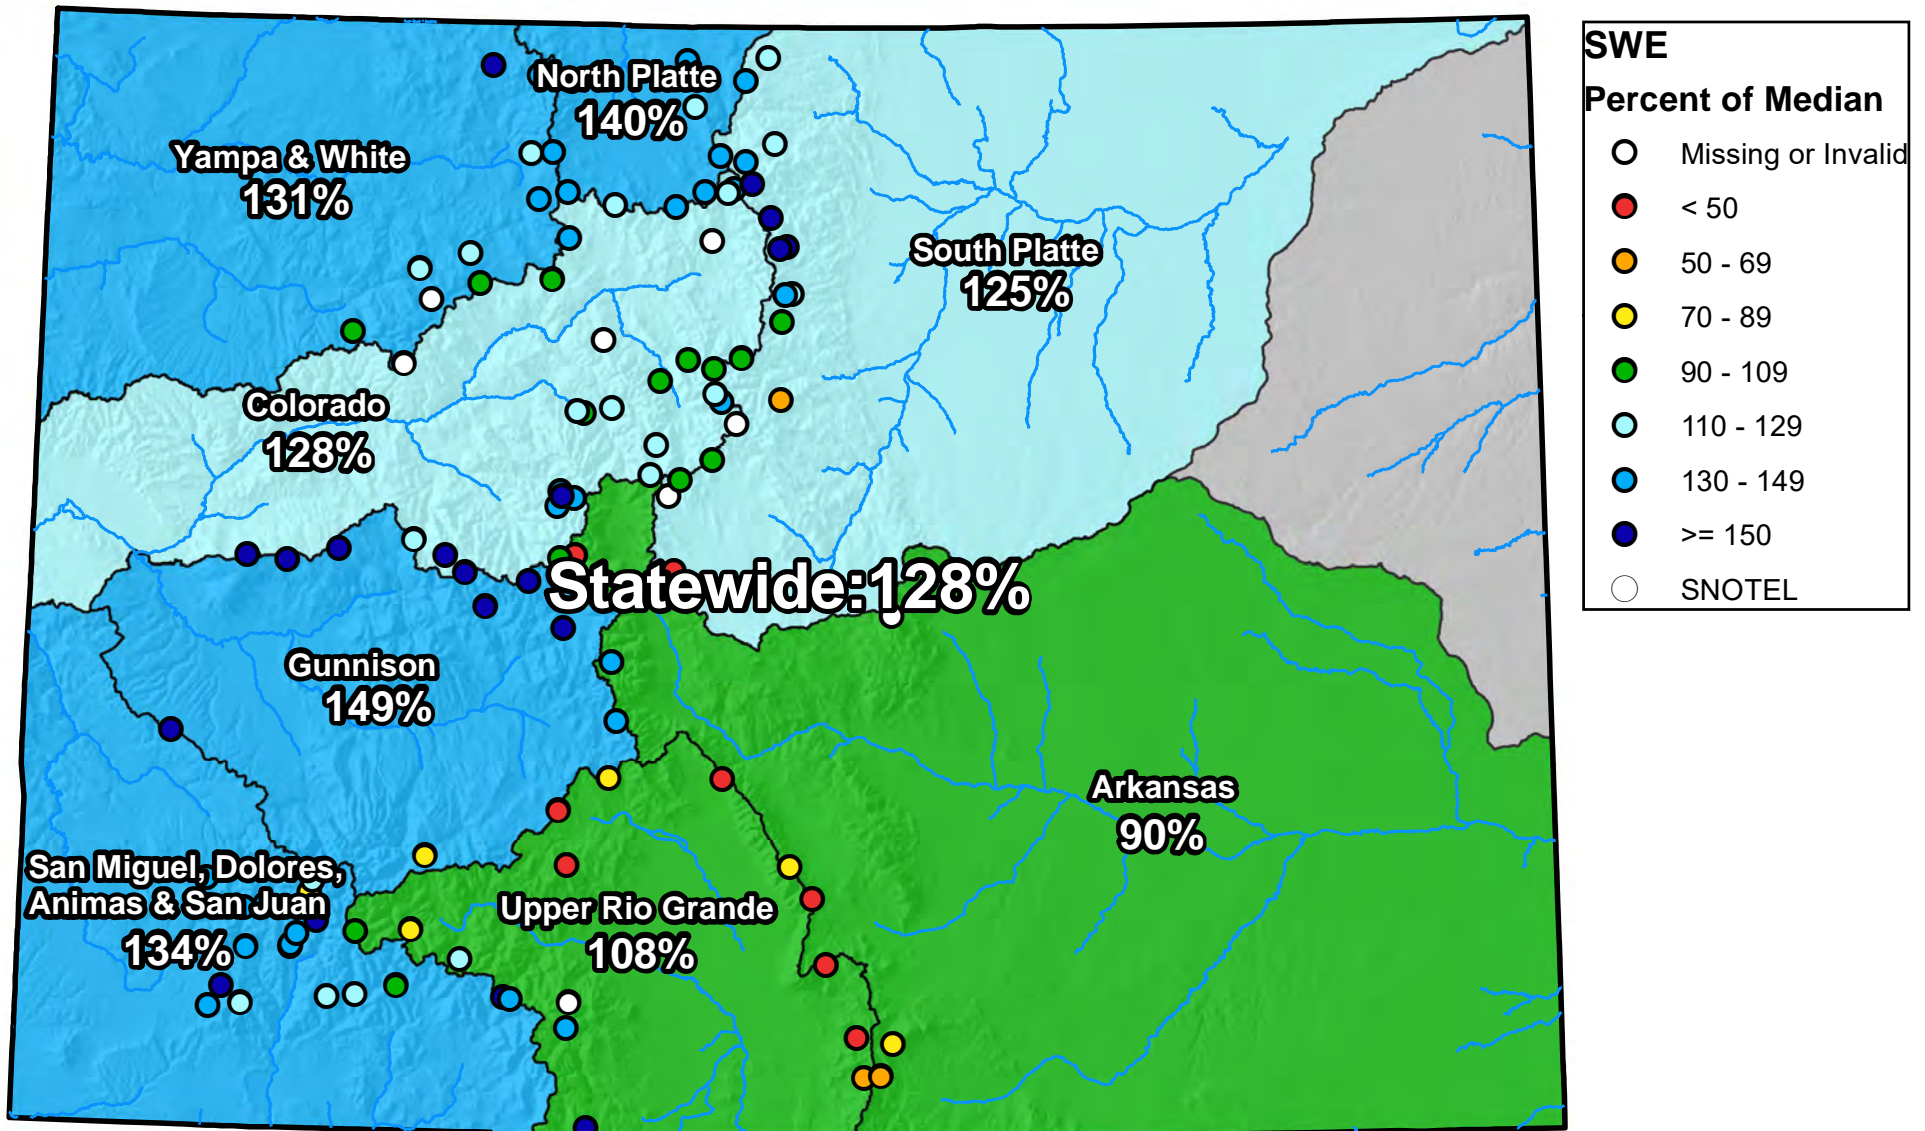 North Platte
140%
Yampa & White
131%
South Platte
125%
Colorado
128%
Statewide:128%
Gunnison
149%
Arkansas
90%
San Miguel, Dolores,
Animas & San Juan
134%
Upper Rio Grande
108%
SWE
Percent of Median
Missing or Invalid
< 50
50 - 69
70 - 89
90 - 109
110 - 129
130 - 149
>= 150
SNOTEL